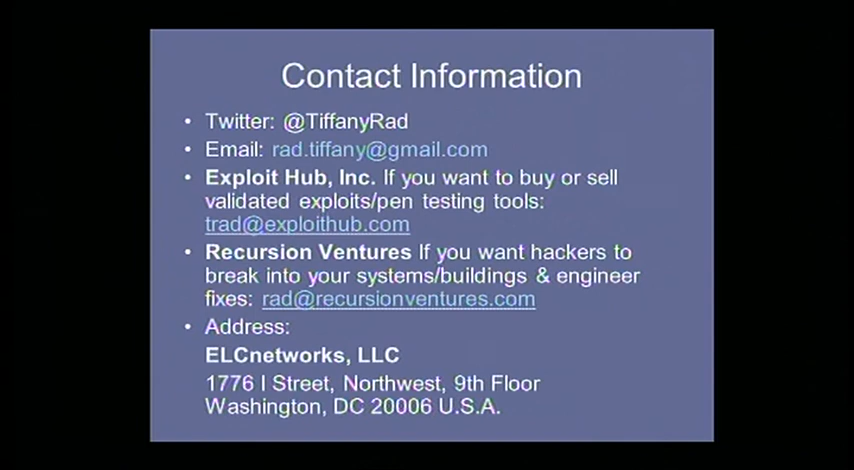 Contact Information
• Twitter: @TiffanyRad
• Email: rad.tiffany@gmail.com
• Exploit Hub, Inc. If you want to buy or sell
validated exploits/pen testing tools:
trad@exploithub.com
• Recursion Ventures If you want hackers to
break into your systems/buildings & engineer
fixes: rad@recursionventures.com
• Address:
ELCnetworks, LLC
1776 I Street, Northwest, 9th Floor
Washington, DC 20006 U.S.A.